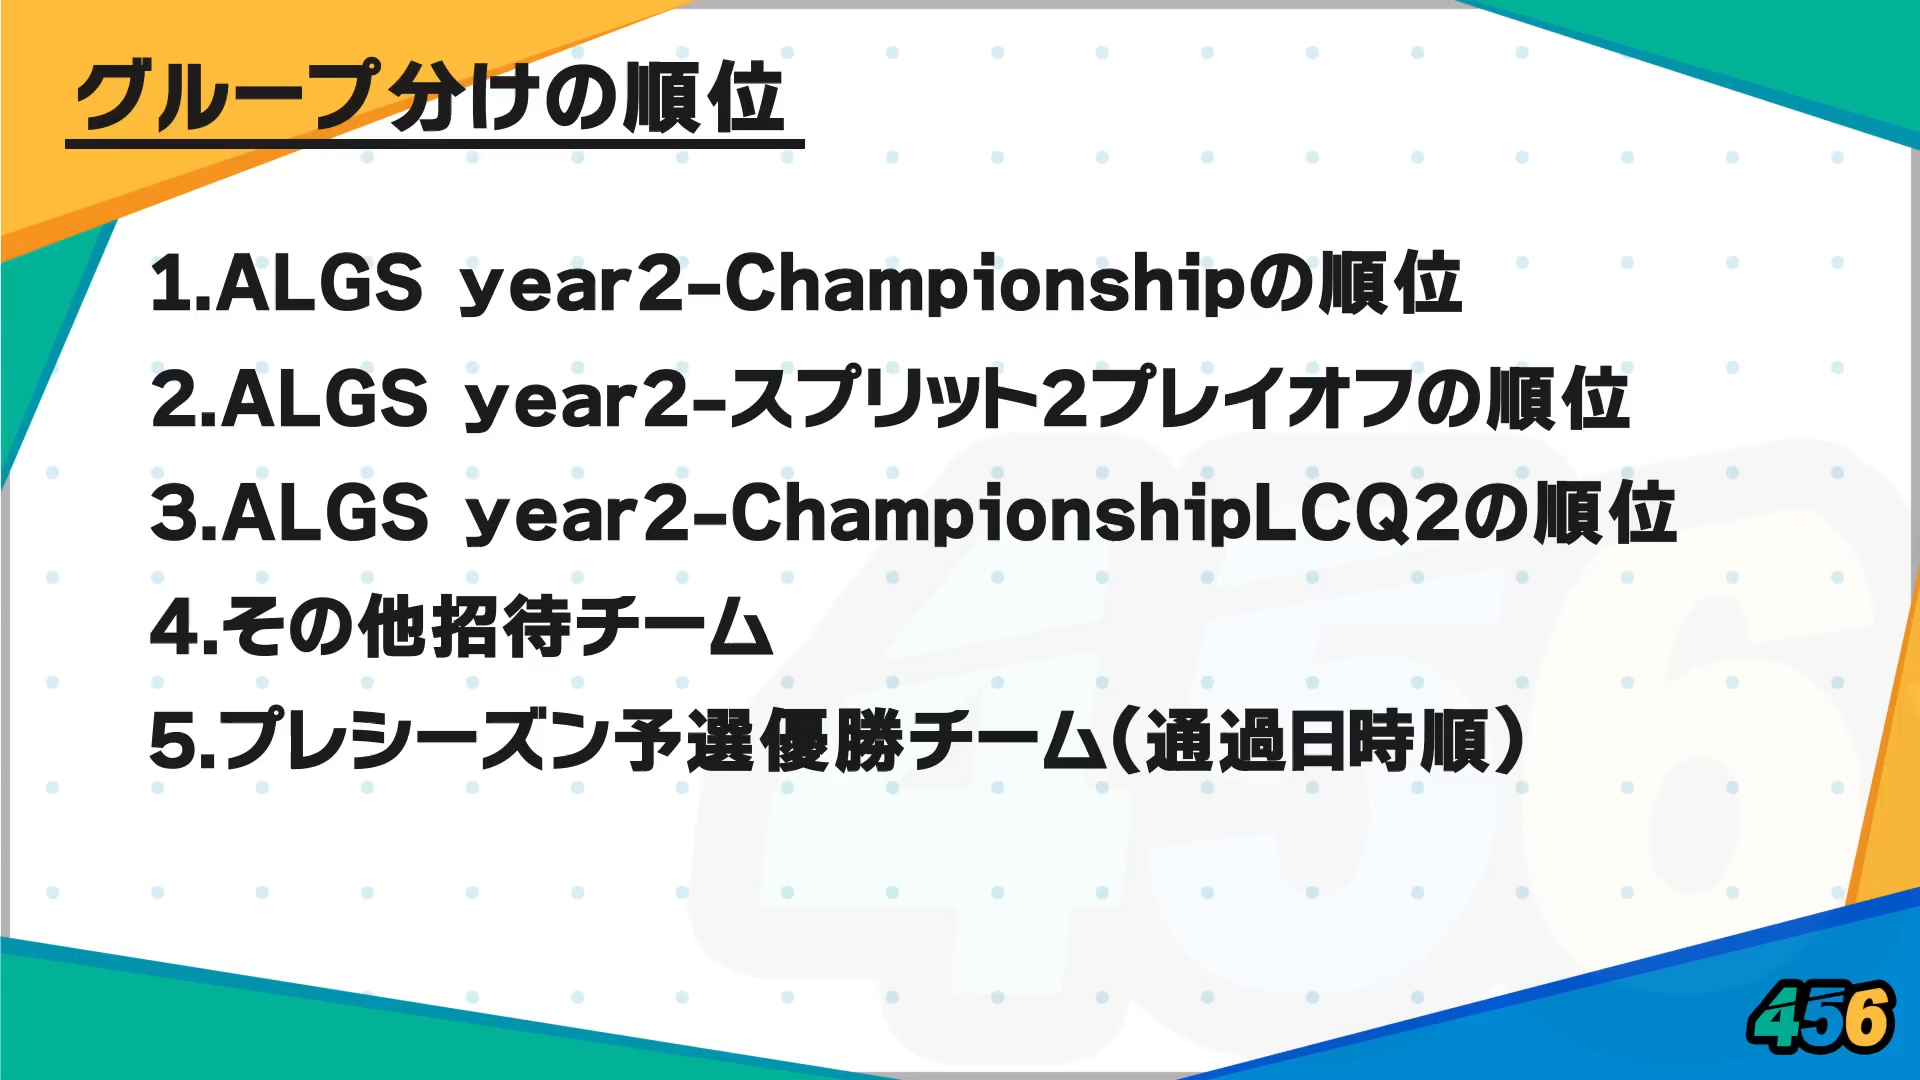 グループ分けの順位
1.ALGS year2-Championshipの順位
2.ALGS year2-スプリット2プレイオフの順位
3.ALGS year2-ChampionshipLCQ2の順位
4.その他招待チーム
5.プレシーズン予選優勝チーム(通過日時順)
456
456